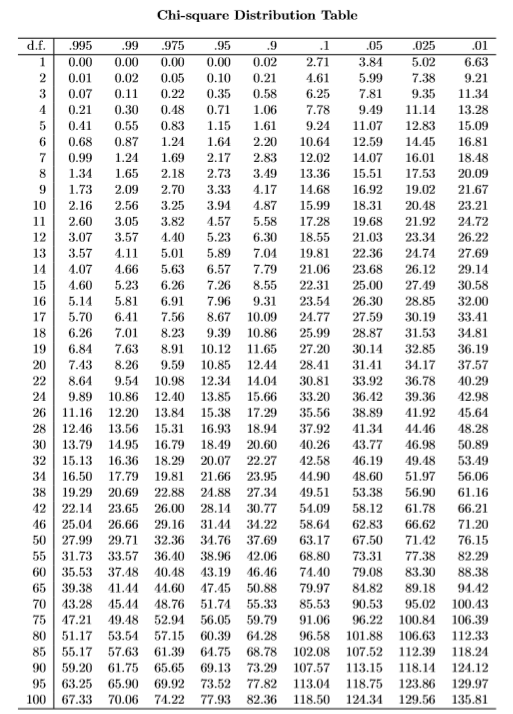 Chi-square Distribution Table
d.f. .995 .99 .975 .95 .9 .1 .05 .025 .01
1 0.00 0.00 0.00 0.00 0.02 2.71 3.84 5.02 6.63
2 0.01 0.02 0.05 0.10 0.21 4.61 5.99 7.38 9.21
3 0.07 0.11 0.22 0.35 0.58 6.25 7.81 9.35 11.34
4 0.21 0.30 0.48 0.71 1.06 7.78 9.49 11.14 13.28
5 0.41 0.55 0.83 1.15 1.61 9.24 11.07 12.83 15.09
6 0.68 0.87 1.24 1.64 2.20 10.64 12.59 14.45 16.81
7 0.99 1.24 1.69 2.17 2.83 12.02 14.07 16.01 18.48
8 1.34 1.65 2.18 2.73 3.49 13.36 15.51 17.53 20.09
9 1.73 2.09 2.70 3.33 4.17 14.68 16.92 19.02 21.67
10 2.16 2.56 3.25 3.94 4.87 15.99 18.31 20.48 23.21
11 2.60 3.05 3.82 4.57 5.58 17.28 19.68 21.92 24.72
12 3.07 3.57 4.40 5.23 6.30 18.55 21.03 23.34 26.22
13 3.57 4.11 5.01 5.89 7.04 19.81 22.36 24.74 27.69
14 4.07 4.66 5.63 6.57 7.79 21.06 23.68 26.12 29.14
15 4.60 5.23 6.26 7.26 8.55 22.31 25.00 27.49 30.58
16 5.14 5.81 6.91 7.96 9.31 23.54 26.30 28.85 32.00
17 5.70 6.41 7.56 8.67 10.09 24.77 27.59 30.19 33.41
18 6.26 7.01 8.23 9.39 10.86 25.99 28.87 31.53 34.81
19 6.84 7.63 8.91 10.12 11.65 27.20 30.14 32.85 36.19
20 7.43 8.26 9.59 10.85 12.44 28.41 31.41 34.17 37.57
22 8.64 9.54 10.98 12.34 14.04 30.81 33.92 36.78 40.29
24 9.89 10.86 12.40 13.85 15.66 33.20 36.42 39.36 42.98
26 11.16 12.20 13.84 15.38 17.29 35.56 38.89 41.92 45.64
28 12.46 13.56 15.31 16.93 18.94 37.92 41.34 44.46 48.28
30 13.79 14.95 16.79 18.49 20.60 40.26 43.77 46.98 50.89
32 15.13 16.36 18.29 20.07 22.27 42.58 46.19 49.48 53.49
34 16.50 17.79 19.81 21.66 23.95 44.90 48.60 51.97 56.06
38 19.29 20.69 22.88 24.88 27.34 49.51 53.38 56.90 61.16
42 22.14 23.65 26.00 28.14 30.77 54.09 58.12 61.78 66.21
46 25.04 26.66 29.16 31.44 34.22 58.64 62.83 66.62 71.20
50 27.99 29.71 32.36 34.76 37.69 63.17 67.50 71.42 76.15
55 31.73 33.57 36.40 38.96 42.06 68.80 73.31 77.38 82.29
60 35.53 37.48 40.48 43.19 46.46 74.40 79.08 83.30 88.38
65 39.38 41.44 44.60 47.45 50.88 79.97 84.82 89.18 94.42
70 43.28 45.44 48.76 51.74 55.33 85.53 90.53 95.02 100.43
75 47.21 49.48 52.94 56.05 59.79 91.06 96.22 100.84 106.39
80 51.17 53.54 57.15 60.39 64.28 96.58 101.88 106.63 112.33
85 55.17 57.63 61.39 64.75 68.78 102.08 107.52 112.39 118.24
90 59.20 61.75 65.65 69.13 73.29 107.57 113.15 118.14 124.12
95 63.25 65.90 69.92 73.52 77.82 113.04 118.75 123.86 129.97
100 67.33 70.06 74.22 77.93 82.36 118.50 124.34 129.56 135.81